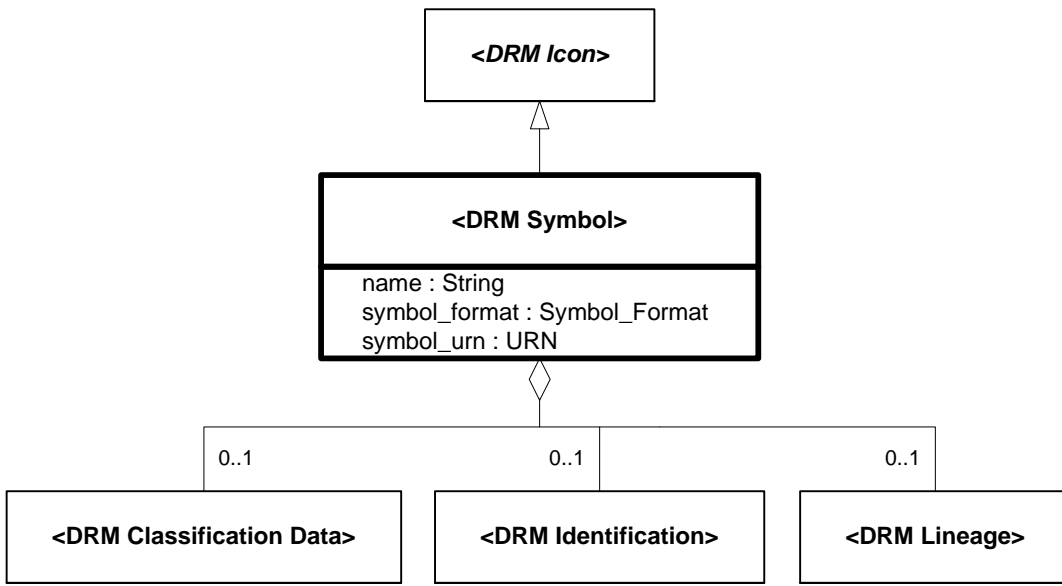 <DRM Icon>
<DRM Symbol>
name : String
symbol_format : Symbol_Format
symbol_urn : URN
0..1
0..1
0..1
<DRM Classification Data>
<DRM Identification>
<DRM Lineage>